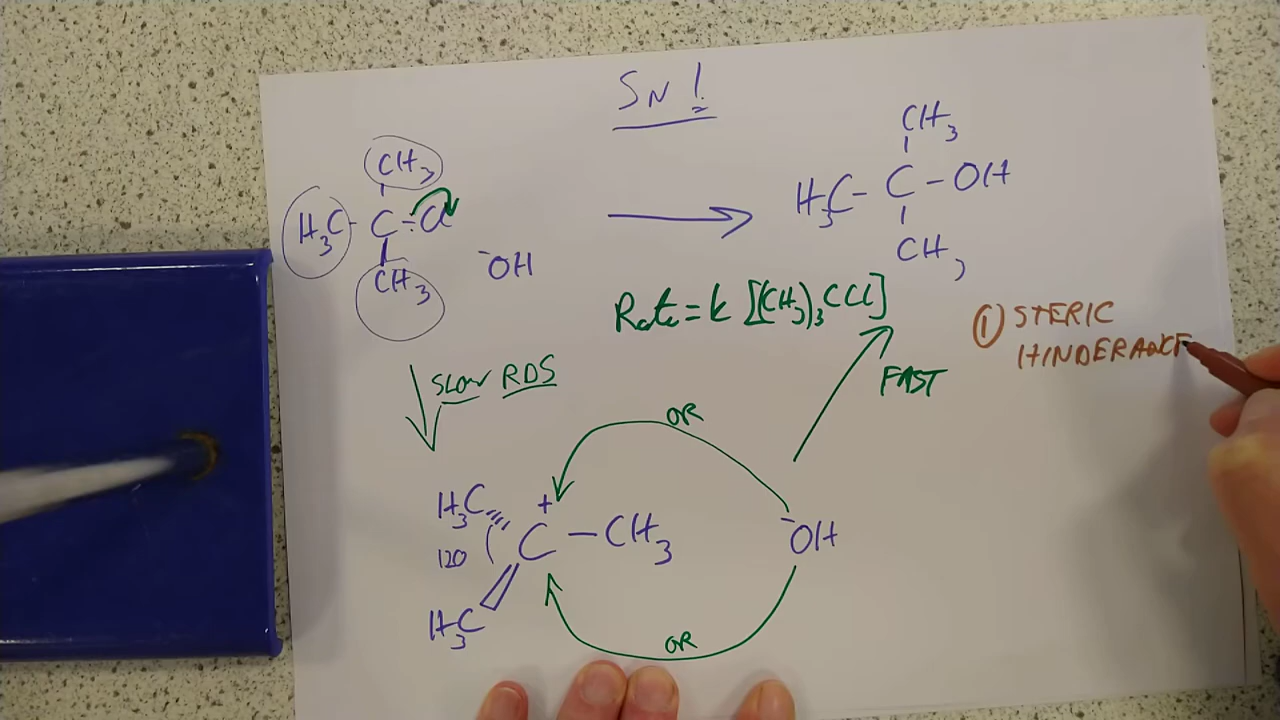 SN1
CH3
H3C-C:Cl
CH3
-OH
CH3
H3C-C-OH
CH3
Rate = k [(CH3)3CCl]
① STERIC
HINDERANCE
SLOW RDS
FAST
OR
H3C
+
C-CH3
120
H3C
-OH
OR